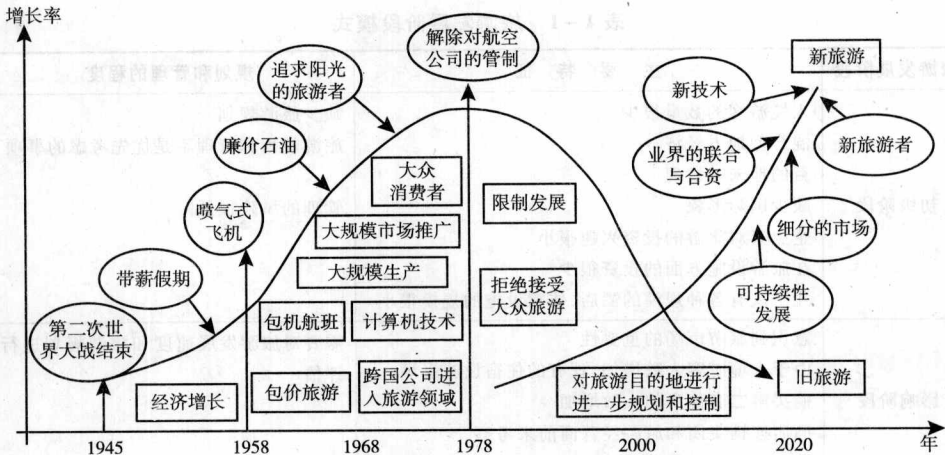 增长率
解除对航空
公司的管制
追求阳光
的旅游者
廉价石油
喷气式
飞机
带薪假期
第二次世
界大战结束
大众
消费者
大规模市场推广
大规模生产
包机航班
计算机技术
经济增长
包价旅游
跨国公司进
入旅游领域
限制发展
拒绝接受
大众旅游
对旅游目的地进行
进一步规划和控制
新旅游
新技术
业界的联合
与合资
新旅游者
细分的市场
可持续性
发展
旧旅游
1945
1958
1968
1978
2000
2020
年